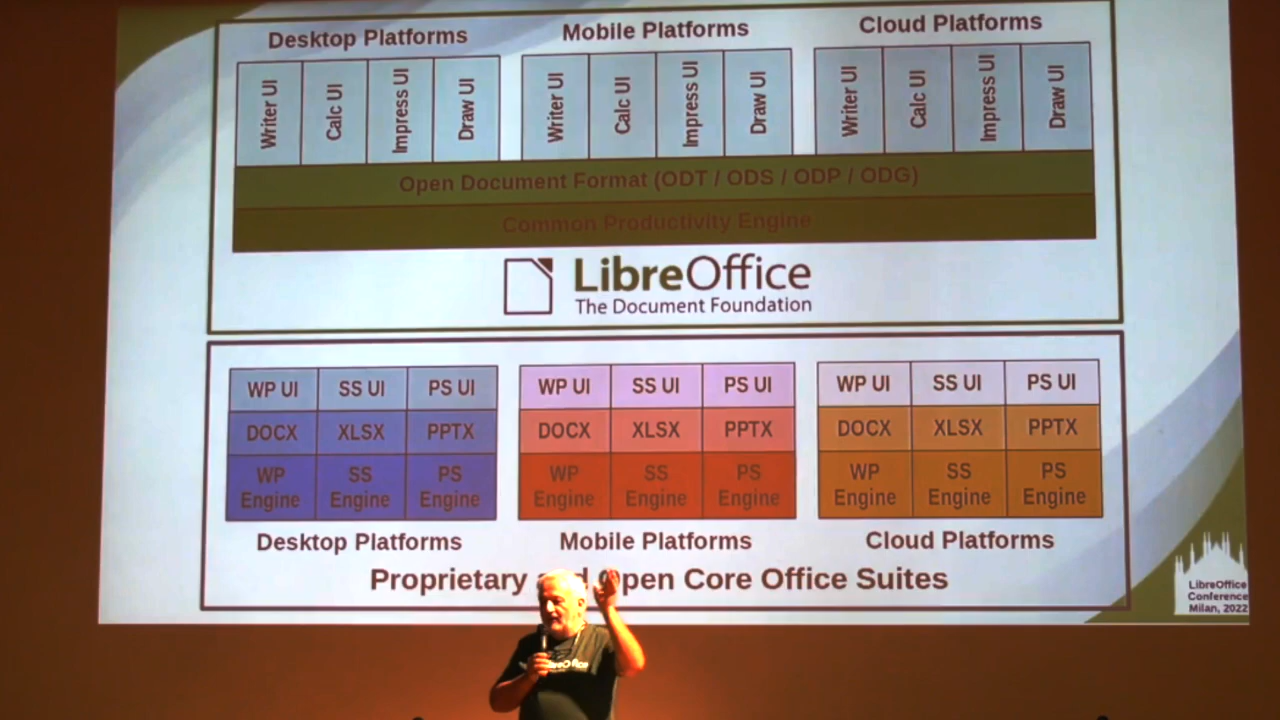 Desktop Platforms
Mobile Platforms
Cloud Platforms
Writer UI
Calc UI
Impress UI
Draw UI
Writer UI
Calc UI
Impress UI
Draw UI
Writer UI
Calc UI
Impress UI
Draw UI
Open Document Format (ODT / ODS / ODP / ODG)
Common Productivity Engine
LibreOffice
The Document Foundation
WP UI
SS UI
PS UI
DOCX
XLSX
PPTX
WP
Engine
SS
Engine
PS
Engine
Desktop Platforms
WP UI
SS UI
PS UI
DOCX
XLSX
PPTX
WP
Engine
SS
Engine
PS
Engine
Mobile Platforms
WP UI
SS UI
PS UI
DOCX
XLSX
PPTX
WP
Engine
SS
Engine
PS
Engine
Cloud Platforms
Proprietary and Open Core Office Suites
LibreOffice
Conference
Milan, 2022
LibreOffice